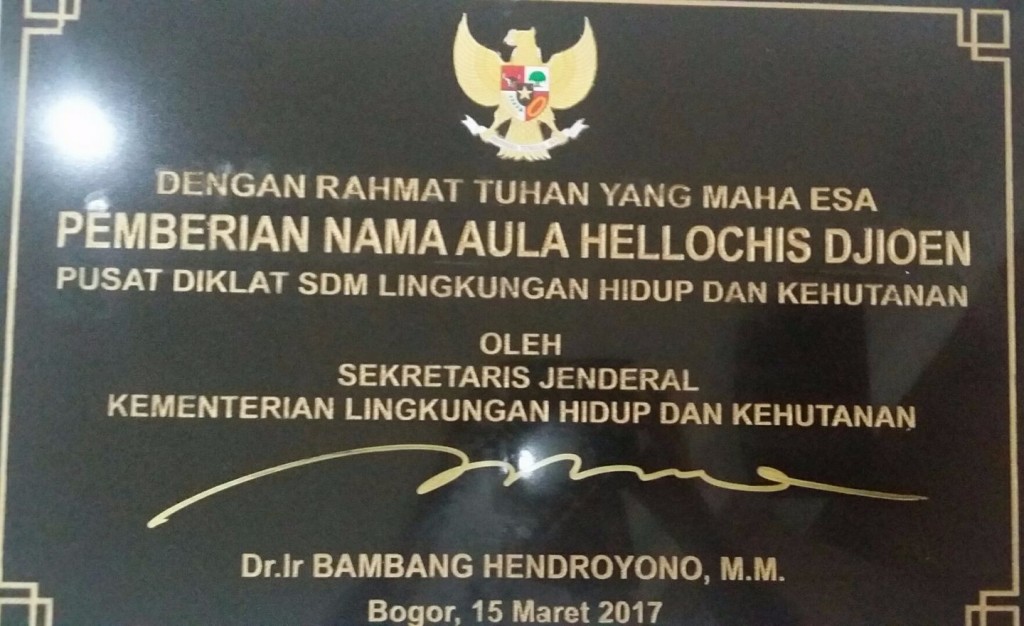 DENGAN RAHMAT TUHAN YANG MAHA ESA
PEMBERIAN NAMA AULA HELLOCHIS DJIOEN
PUSAT DIKLAT SDM LINGKUNGAN HIDUP DAN KEHUTANAN
OLEH
SEKRETARIS JENDERAL
KEMENTERIAN LINGKUNGAN HIDUP DAN KEHUTANAN
Dr.Ir BAMBANG HENDROYONO, M.M.
Bogor, 15 Maret 2017